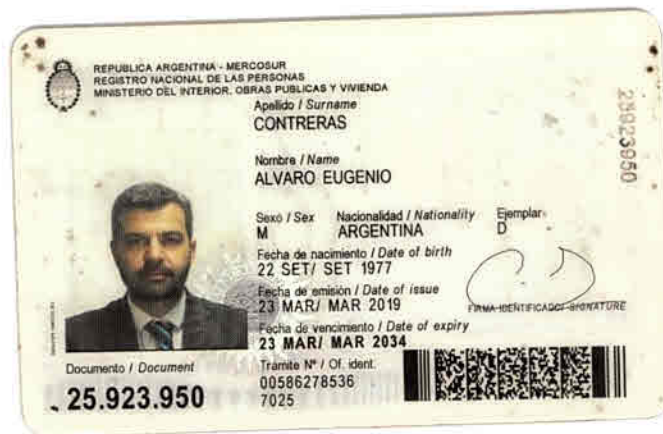 REPUBLICA ARGENTINA - MERCOSUR
REGISTRO NACIONAL DE LAS PERSONAS
MINISTERIO DEL INTERIOR, OBRAS PUBLICAS Y VIVIENDA
Apellido / Surname
CONTRERAS
Nombre / Name
ALVARO EUGENIO
Sexo / Sex Nacionalidad / Nationality Ejemplar
M ARGENTINA D
Fecha de nacimiento / Date of birth
22 SET/ SET 1977
Fecha de emisión / Date of issue
23 MAR/ MAR 2019
FIRMA IDENTIFICADO/ SIGNATURE
Fecha de vencimiento / Date of expiry
23 MAR/ MAR 2034
Documento / Document
25.923.950
Tramite Nº / Of. ident.
00586278536
7025
25923950